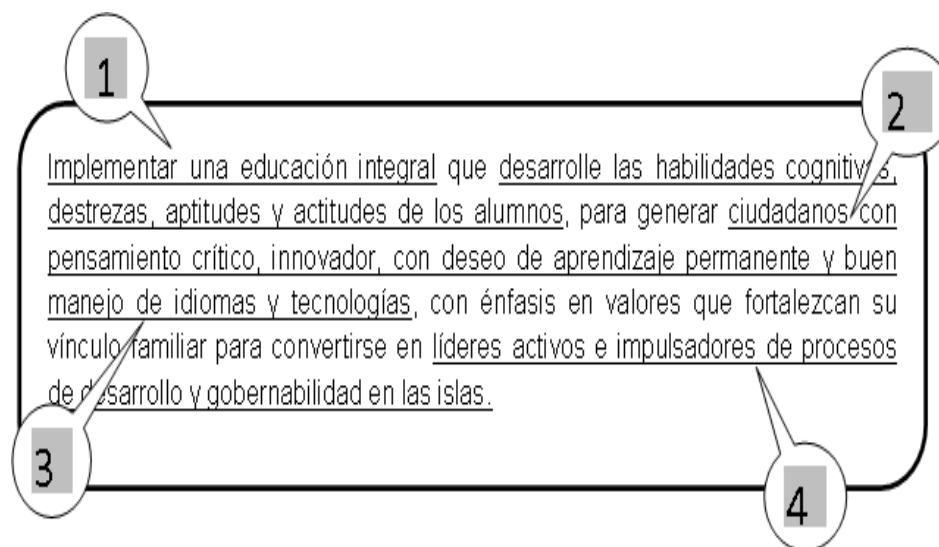 1
2
Implementar una educación integral que desarrolle las habilidades cognitivas,
destrezas, aptitudes y actitudes de los alumnos, para generar ciudadanos con
pensamiento crítico, innovador, con deseo de aprendizaje permanente y buen
manejo de idiomas y tecnologías, con énfasis en valores que fortalezcan su
vínculo familiar para convertirse en líderes activos e impulsadores de procesos
de desarrollo y gobernabilidad en las islas.
3
4